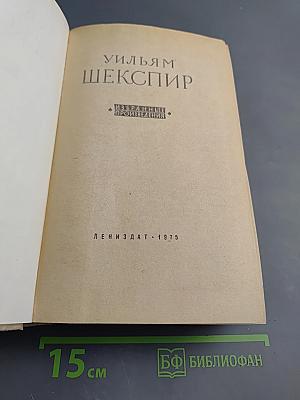 УИЛЬЯМ
ШЕКСПИР
ИЗБРАННЫЕ
ПРОИЗВЕДЕНИЯ
ЛЕНИЗДАТ • 1975
15 см
БФ БИБЛИОФАН